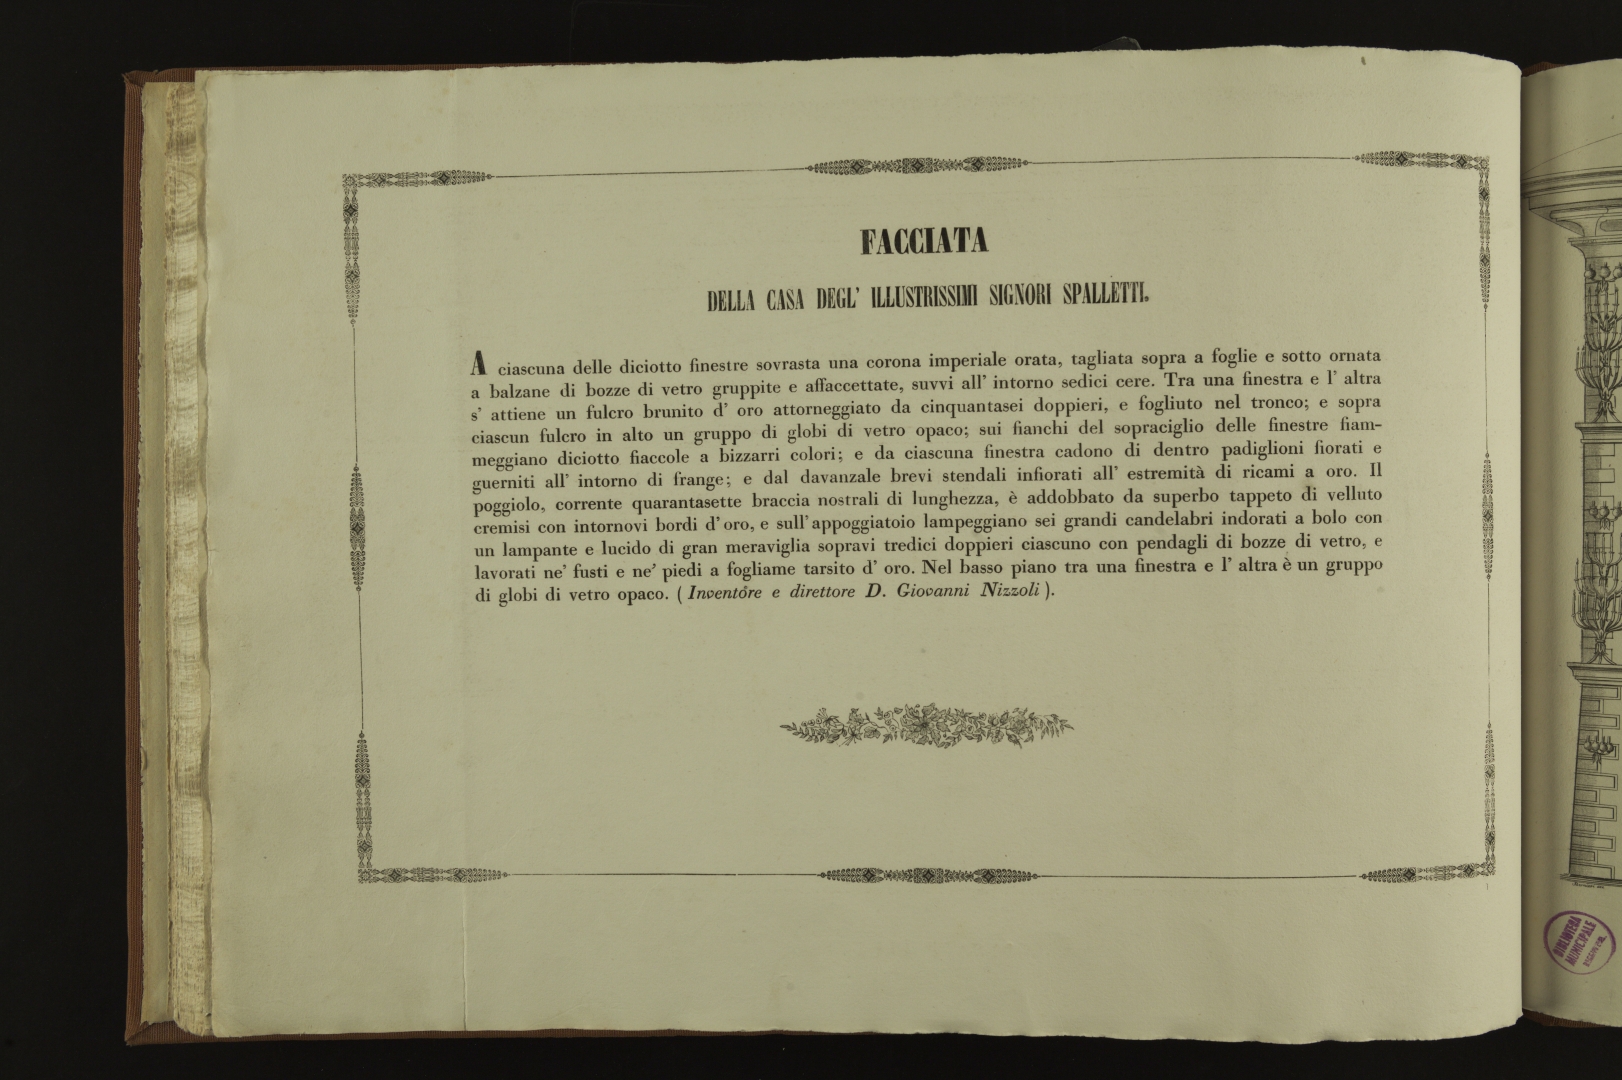 FACCIATA
DELLA CASA DEGL' ILLUSTRISSIMI SIGNORI SPALLETTI.
A ciascuna delle diciotto finestre sovrasta una corona imperiale orata, tagliata sopra a foglie e sotto ornata
a balzane di bozze di vetro gruppite e affaccettate, suvvi all' intorno sedici cere. Tra una finestra e l' altra
s' attiene un fulcro brunito d' oro attorneggiato da cinquantasei doppieri, e fogliuto nel tronco; e sopra
ciascun fulcro in alto un gruppo di globi di vetro opaco; sui fianchi del sopraciglio delle finestre fiam-
meggiano diciotto fiaccole a bizzarri colori; e da ciascuna finestra cadono di dentro padiglioni fiorati e
guerniti all' intorno di frange; e dal davanzale brevi stendali infiorati all' estremità di ricami a oro. Il
poggiolo, corrente quarantasette braccia nostrali di lunghezza, è addobbato da superbo tappeto di velluto
cremisi con intornovi bordi d' oro, e sull' appoggiatoio lampeggiano sei grandi candelabri indorati a bolo con
un lampante e lucido di gran meraviglia sopravi tredici doppieri ciascuno con pendagli di bozze di vetro, e
lavorati ne' fusti e ne' piedi a fogliame tarsito d' oro. Nel basso piano tra una finestra e l' altra è un gruppo
di globi di vetro opaco. ( Inventore e direttore D. Giovanni Nizzoli ).
BIBLIOTECA
MUNICIPALE